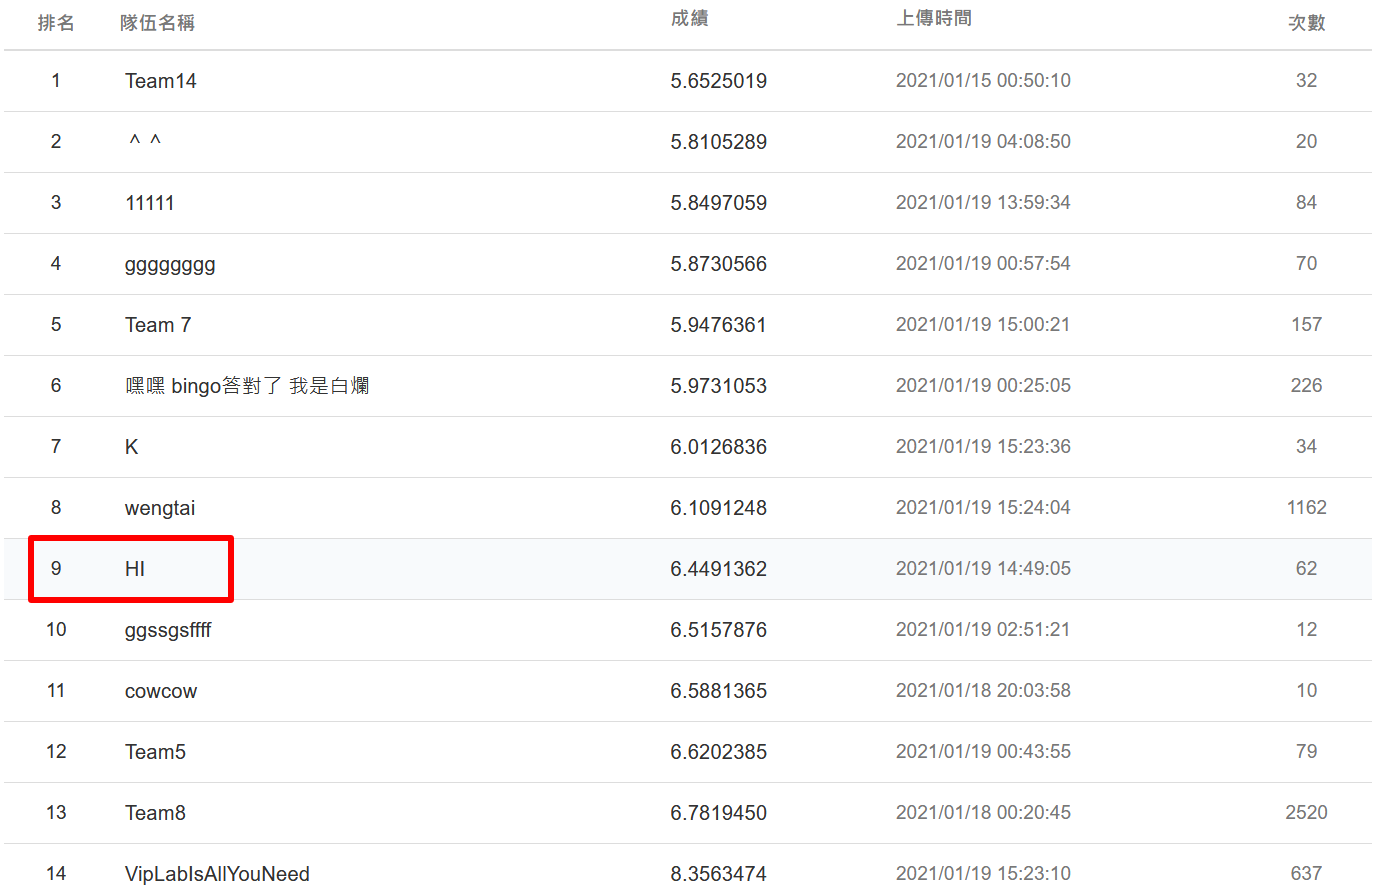 排名 隊伍名稱 成績 上傳時間 次數
1 Team14 5.6525019 2021/01/15 00:50:10 32
2 ^ ^ 5.8105289 2021/01/19 04:08:50 20
3 11111 5.8497059 2021/01/19 13:59:34 84
4 gggggggg 5.8730566 2021/01/19 00:57:54 70
5 Team 7 5.9476361 2021/01/19 15:00:21 157
6 嘿嘿 bingo答對了 我是白爛 5.9731053 2021/01/19 00:25:05 226
7 K 6.0126836 2021/01/19 15:23:36 34
8 wengtai 6.1091248 2021/01/19 15:24:04 1162
9 HI 6.4491362 2021/01/19 14:49:05 62
10 ggssgsffff 6.5157876 2021/01/19 02:51:21 12
11 cowcow 6.5881365 2021/01/18 20:03:58 10
12 Team5 6.6202385 2021/01/19 00:43:55 79
13 Team8 6.7819450 2021/01/18 00:20:45 2520
14 VipLabIsAllYouNeed 8.3563474 2021/01/19 15:23:10 637